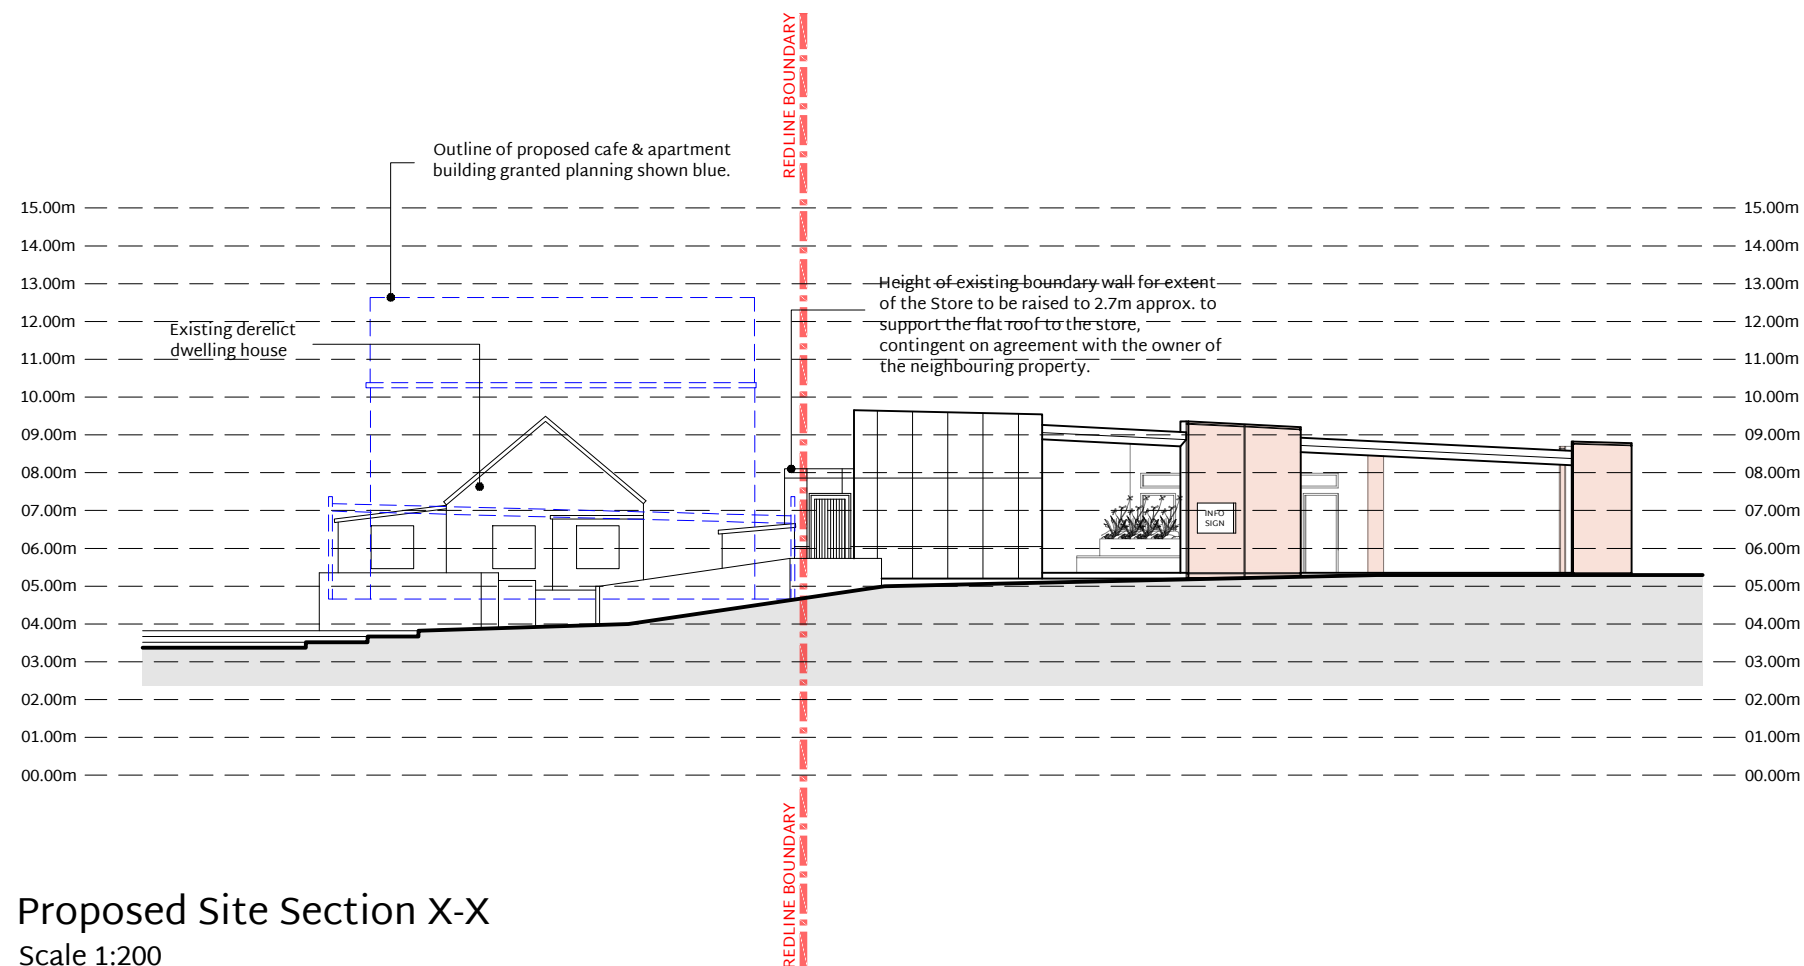 REDLINE BOUNDARY
Outline of proposed cafe & apartment
building granted planning shown blue.
15.00m 15.00m
14.00m 14.00m
13.00m 13.00m
Height of existing boundary wall for extent
of the Store to be raised to 2.7m approx. to
support the flat roof to the store,
contingent on agreement with the owner of
the neighbouring property.
12.00m 12.00m
Existing derelict
dwelling house
11.00m 11.00m
10.00m 10.00m
09.00m 09.00m
08.00m 08.00m
07.00m 07.00m
INFO
SIGN
06.00m 06.00m
05.00m 05.00m
04.00m 04.00m
03.00m 03.00m
02.00m 02.00m
01.00m 01.00m
00.00m 00.00m
REDLINE BOUNDARY
Proposed Site Section X-X
Scale 1:200